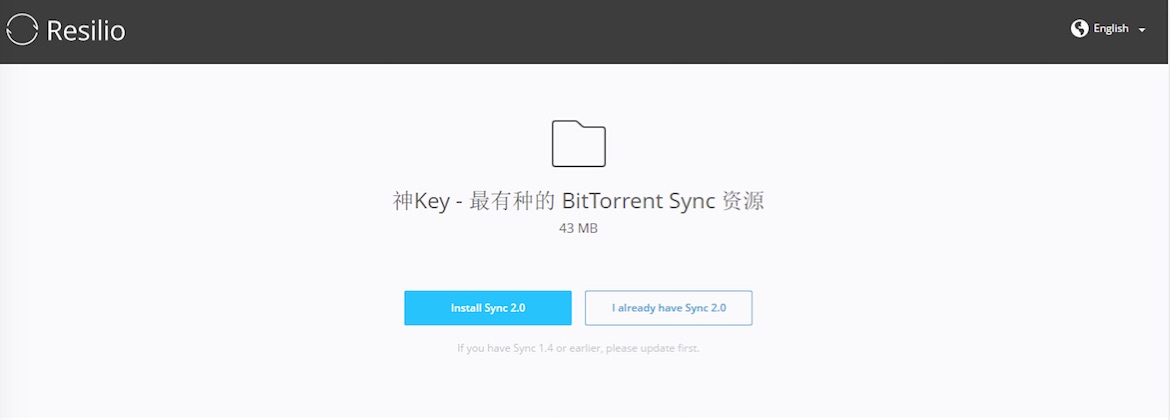 Resilio
English
神Key - 最有种的 BitTorrent Sync 资源
43 MB
Install Sync 2.0
I already have Sync 2.0
If you have Sync 1.4 or earlier, please update first.